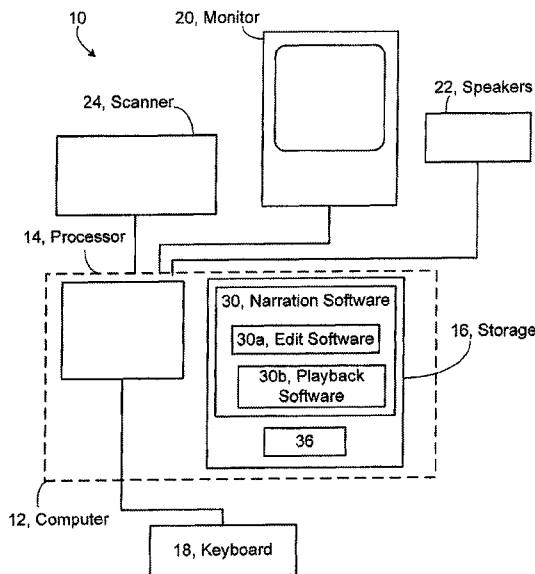 10
20, Monitor
24, Scanner
22, Speakers
14, Processor
30, Narration Software
30a, Edit Software
16, Storage
30b, Playback
Software
36
12, Computer
18, Keyboard